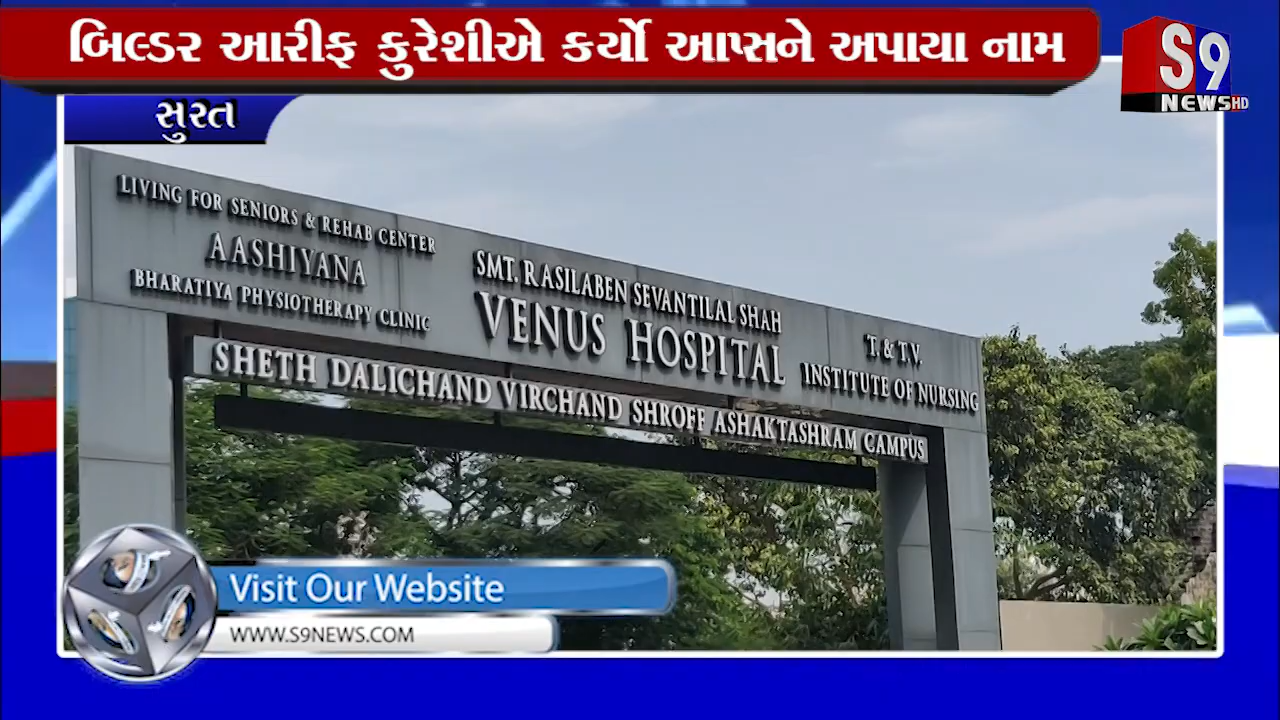 બિલ્ડર આરીફ કુરેશીએ કર્યો આપ્સને અપાયા નામ
S9
NEWS HD
સુરત
LIVING FOR SENIORS & REHAB CENTER
AASHIYANA
BHARATIYA PHYSIOTHERAPY CLINIC
SMT. RASILABEN SEVANTILAL SHAH
VENUS HOSPITAL
T. & T.V.
INSTITUTE OF NURSING
SHETH DALICHAND VIRCHAND SHROFF ASHAKTASHRAM CAMPUS
Visit Our Website
WWW.S9NEWS.COM